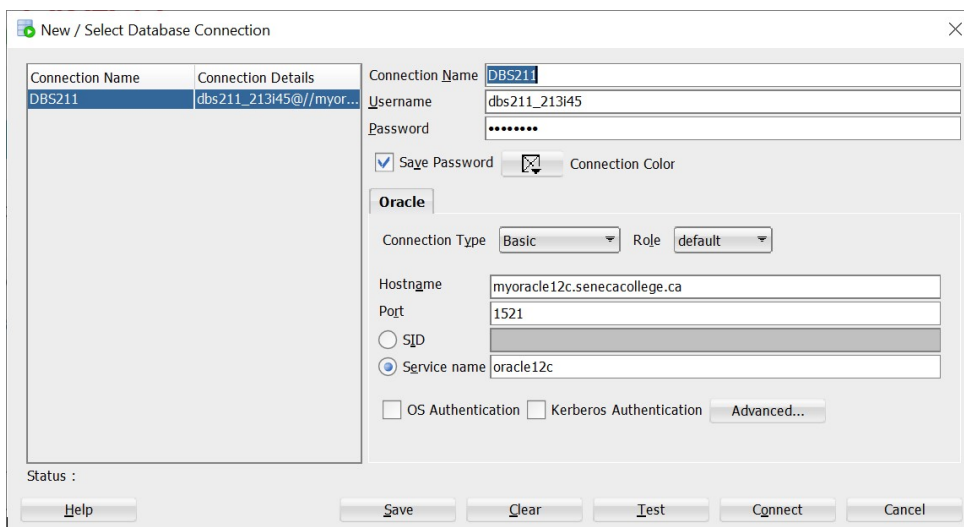 New / Select Database Connection
Connection Name Connection Details
DBS211 dbs211_213i45@//myor...
Connection Name DBS211
Username dbs211_213i45
Password ••••••••
Save Password Connection Color
Oracle
Connection Type Basic Role default
Hostname myoracle12c.senecacollege.ca
Port 1521
SID
Service name oracle12c
OS Authentication Kerberos Authentication Advanced...
Status :
Help Save Clear Test Connect Cancel